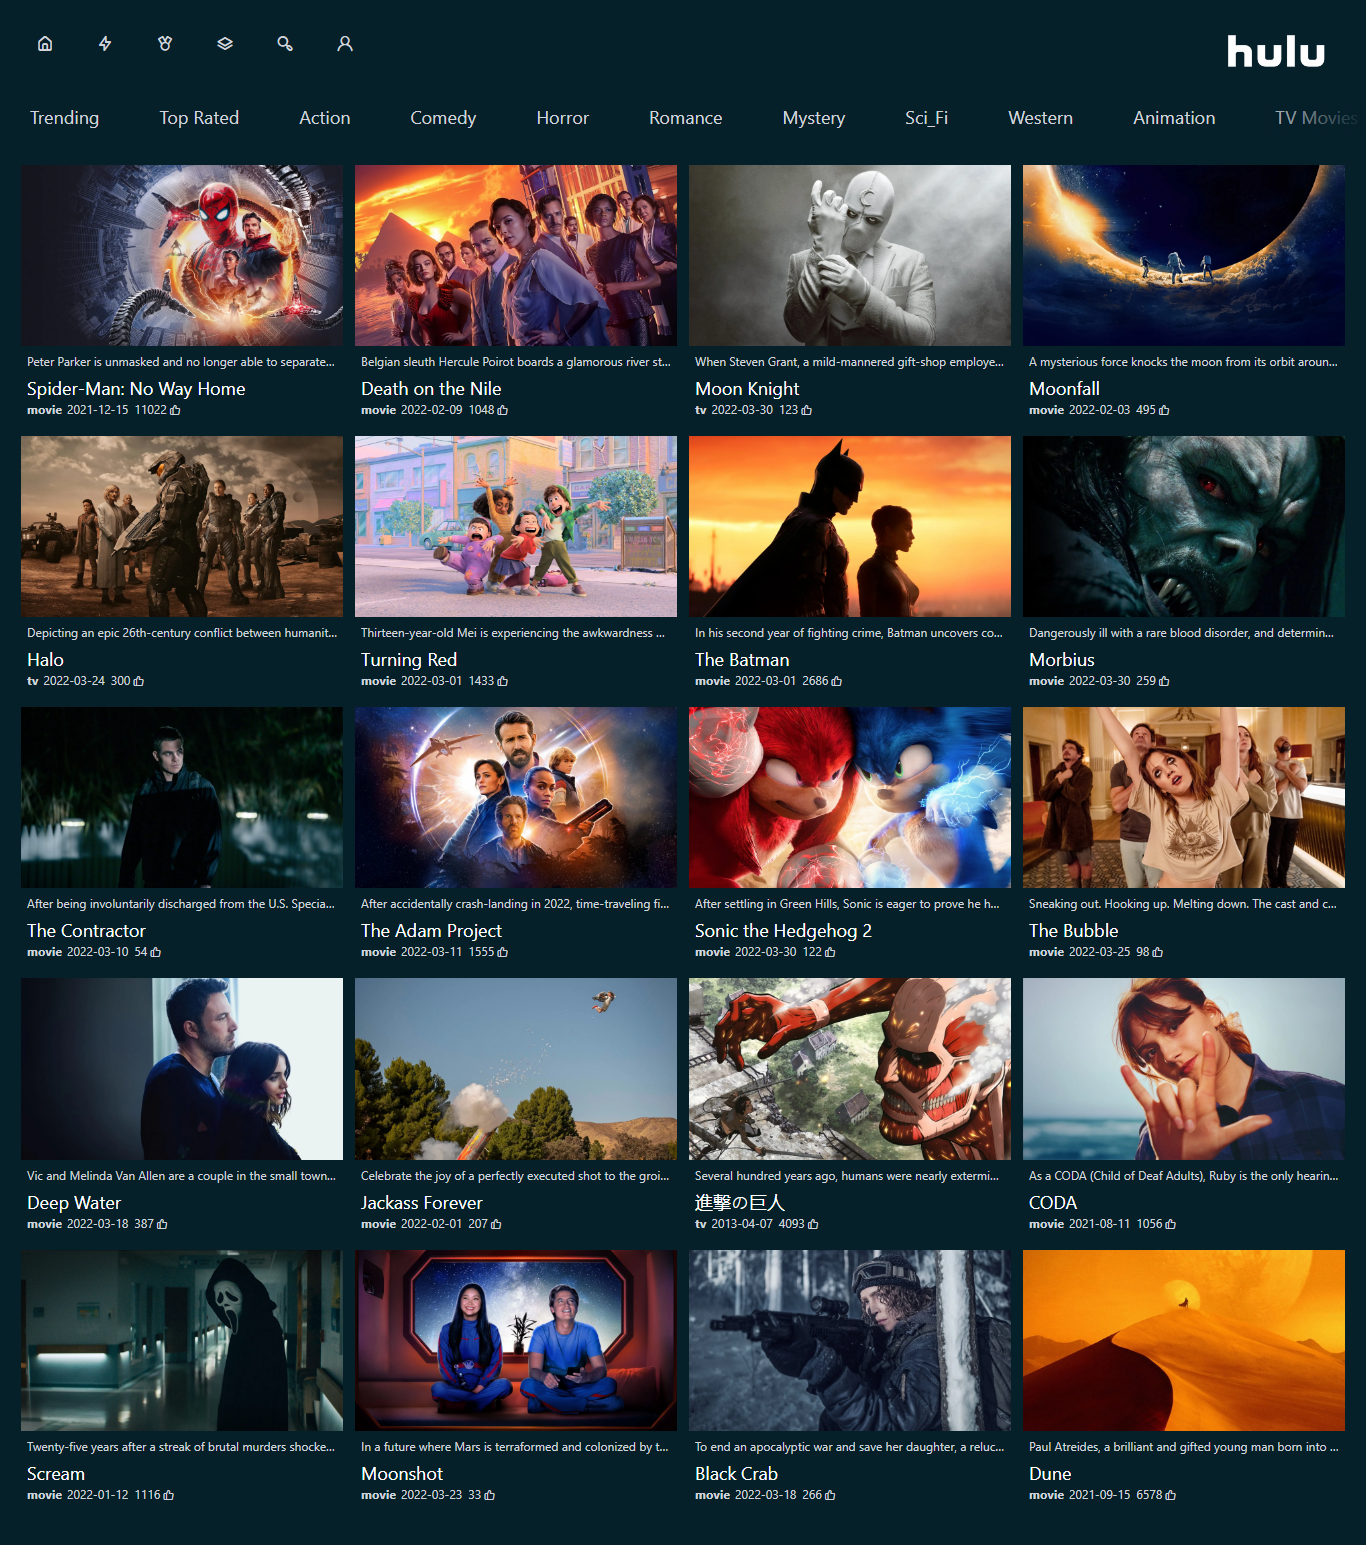 hulu
Trending Top Rated Action Comedy Horror Romance Mystery Sci_Fi Western Animation TV Movies
Peter Parker is unmasked and no longer able to separate...
Spider-Man: No Way Home
movie 2021-12-15 11022
Belgian sleuth Hercule Poirot boards a glamorous river st...
Death on the Nile
movie 2022-02-09 1048
When Steven Grant, a mild-mannered gift-shop employe...
Moon Knight
tv 2022-03-30 123
A mysterious force knocks the moon from its orbit aroun...
Moonfall
movie 2022-02-03 495
Depicting an epic 26th-century conflict between humanit...
Halo
tv 2022-03-24 300
Thirteen-year-old Mei is experiencing the awkwardness ...
Turning Red
movie 2022-03-01 1433
In his second year of fighting crime, Batman uncovers co...
The Batman
movie 2022-03-01 2686
Dangerously ill with a rare blood disorder, and determin...
Morbius
movie 2022-03-30 259
After being involuntarily discharged from the U.S. Specia...
The Contractor
movie 2022-03-10 54
After accidentally crash-landing in 2022, time-traveling fi...
The Adam Project
movie 2022-03-11 1555
After settling in Green Hills, Sonic is eager to prove he h...
Sonic the Hedgehog 2
movie 2022-03-30 122
Sneaking out. Hooking up. Melting down. The cast and c...
The Bubble
movie 2022-03-25 98
Vic and Melinda Van Allen are a couple in the small town...
Deep Water
movie 2022-03-18 387
Celebrate the joy of a perfectly executed shot to the groi...
Jackass Forever
movie 2022-02-01 207
Several hundred years ago, humans were nearly extermi...
進撃の巨人
tv 2013-04-07 4093
As a CODA (Child of Deaf Adults), Ruby is the only hearin...
CODA
movie 2021-08-11 1056
Twenty-five years after a streak of brutal murders shocke...
Scream
movie 2022-01-12 1116
In a future where Mars is terraformed and colonized by t...
Moonshot
movie 2022-03-23 33
To end an apocalyptic war and save her daughter, a reluc...
Black Crab
movie 2022-03-18 266
Paul Atreides, a brilliant and gifted young man born into ...
Dune
movie 2021-09-15 6578